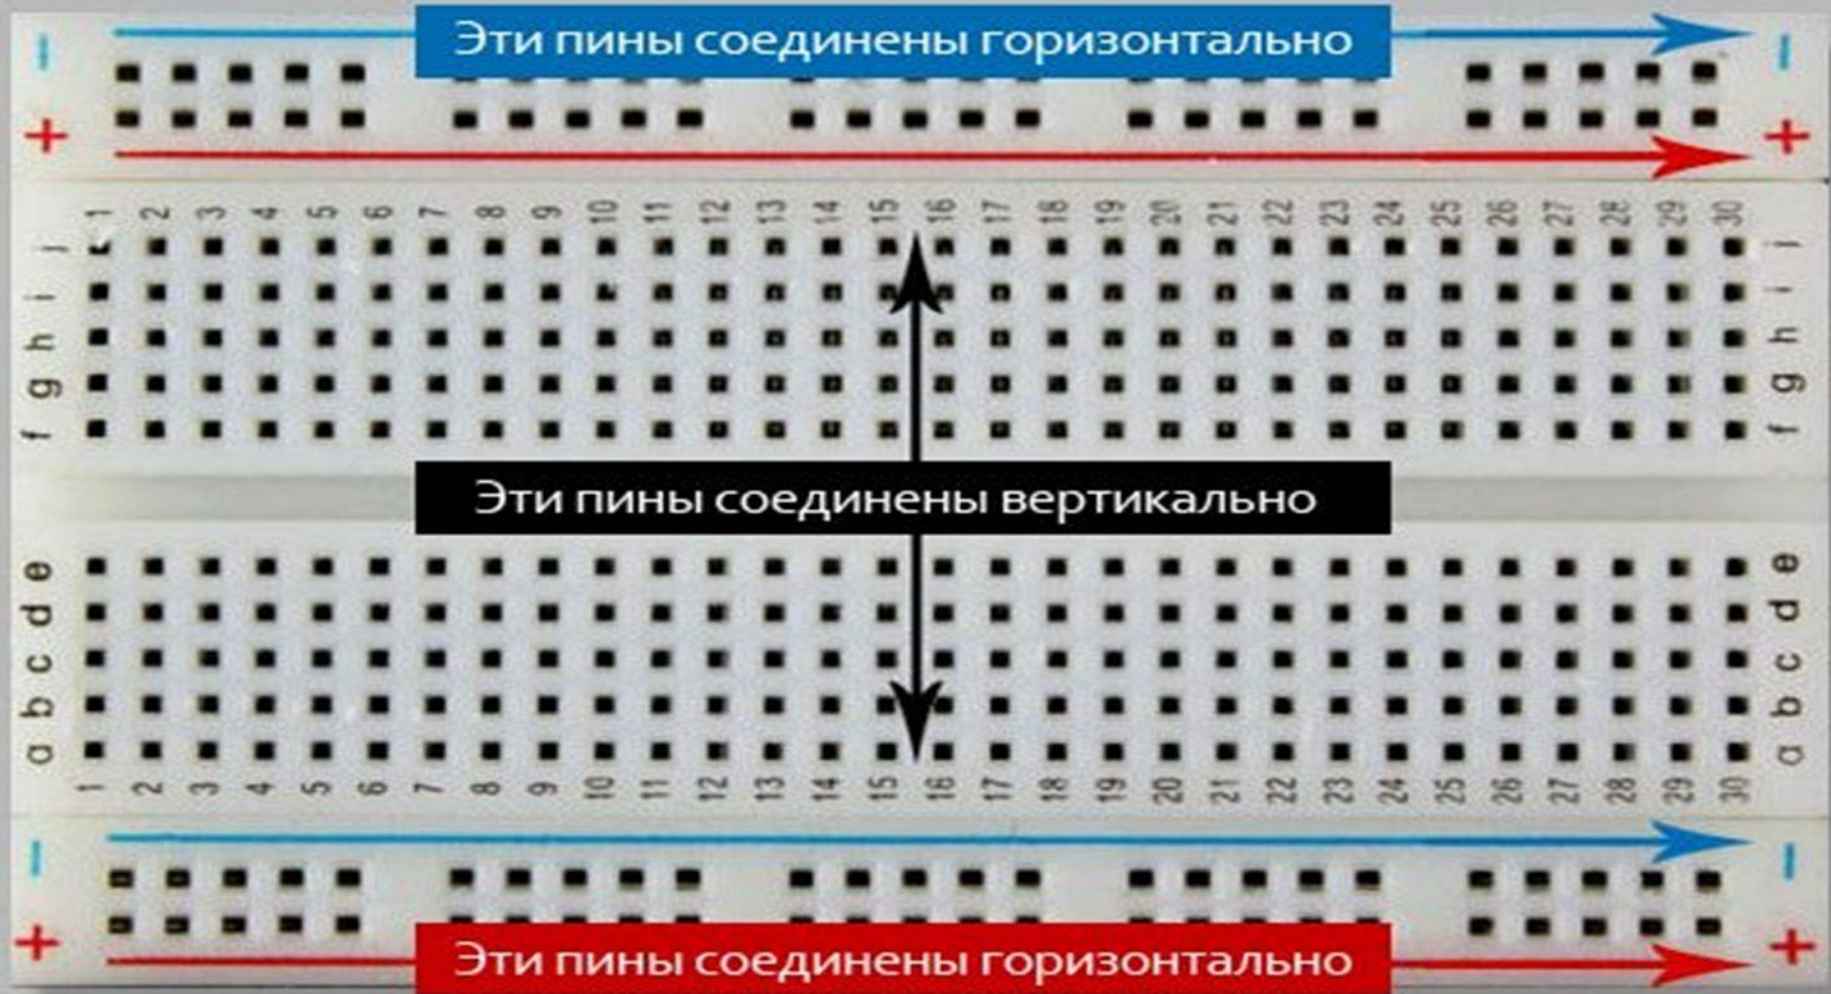 Эти пины соединены горизонтально
- -
+ +
1 2 3 4 5 6 7 8 9 10 11 12 13 14 15 16 17 18 19 20 21 22 23 24 25 26 27 28 29 30
j j
i i
h h
g g
f f
Эти пины соединены вертикально
e e
d d
c c
b b
a a
1 2 3 4 5 6 7 8 9 10 11 12 13 14 15 16 17 18 19 20 21 22 23 24 25 26 27 28 29 30
- -
+ +
Эти пины соединены горизонтально